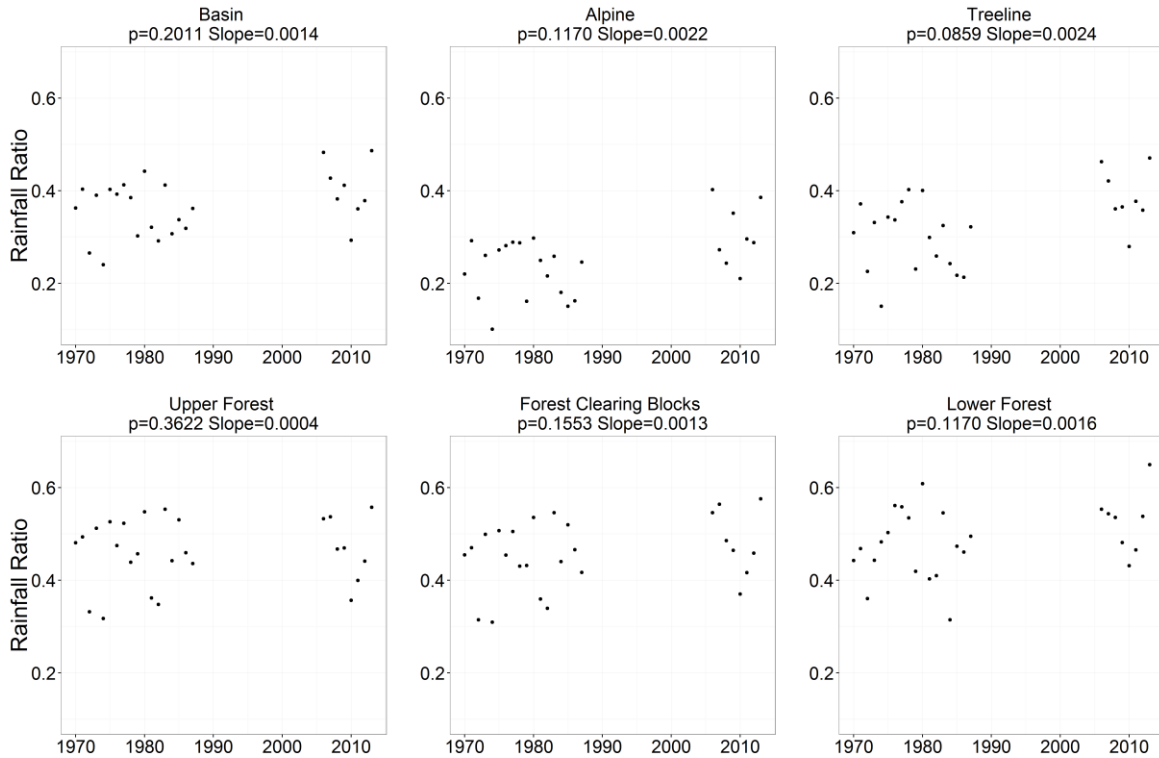 Basin
p=0.2011 Slope=0.0014
Alpine
p=0.1170 Slope=0.0022
Treeline
p=0.0859 Slope=0.0024
Rainfall Ratio
0.6
0.4
0.2
1970 1980 1990 2000 2010
0.6
0.4
0.2
1970 1980 1990 2000 2010
0.6
0.4
0.2
1970 1980 1990 2000 2010
Upper Forest
p=0.3622 Slope=0.0004
Forest Clearing Blocks
p=0.1553 Slope=0.0013
Lower Forest
p=0.1170 Slope=0.0016
Rainfall Ratio
0.6
0.4
0.2
1970 1980 1990 2000 2010
0.6
0.4
0.2
1970 1980 1990 2000 2010
0.6
0.4
0.2
1970 1980 1990 2000 2010